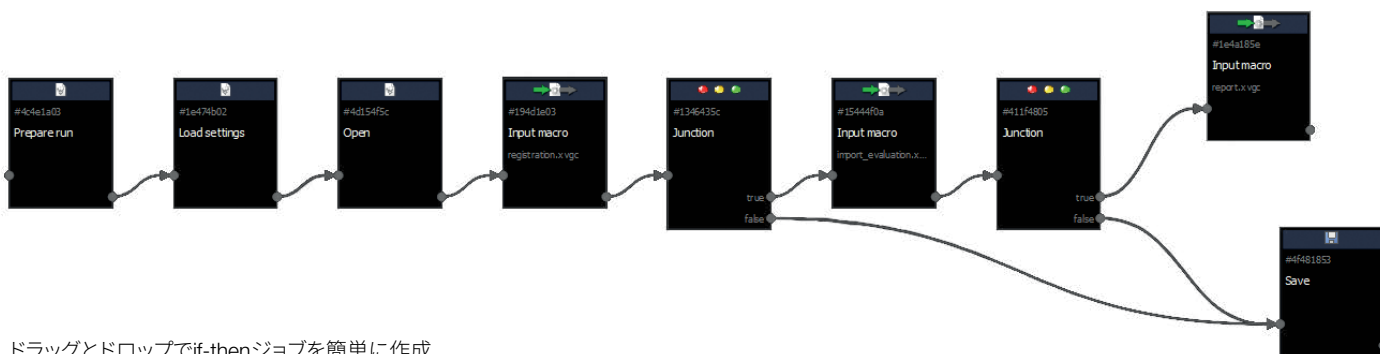 #4c4e1a03
Prepare run
#1e474b02
Load settings
#4d154f5c
Open
#194d1e03
Input macro
registration.xvgc
#1346435c
Junction
true
false
#15444f0a
Input macro
import_evaluation.x...
#411f4805
Junction
true
false
#1e4a185e
Input macro
report.xvgc
#4f481853
Save
ドラッグとドロップでif-thenジョブを簡単に作成